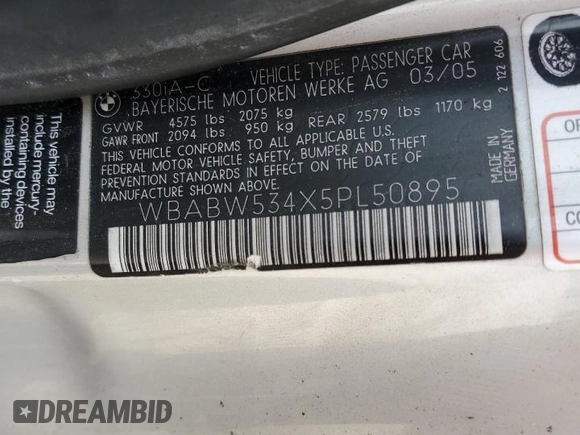 330iA-C VEHICLE TYPE: PASSENGER CAR
BAYERISCHE MOTOREN WERKE AG 03/05
GVWR 4575 lbs 2075 kg
GAWR FRONT 2094 lbs 950 kg REAR 2579 lbs 1170 kg
THIS VEHICLE CONFORMS TO ALL APPLICABLE U.S.
FEDERAL MOTOR VEHICLE SAFETY, BUMPER AND THEFT
PREVENTION STANDARDS IN EFFECT ON THE DATE OF
MANUFACTURE SHOWN ABOVE.
WBABW534X5PL50895
MADE IN
GERMANY
2 122 606
This vehicle may
include mercury-
containing devices
installed by
DREAMBID